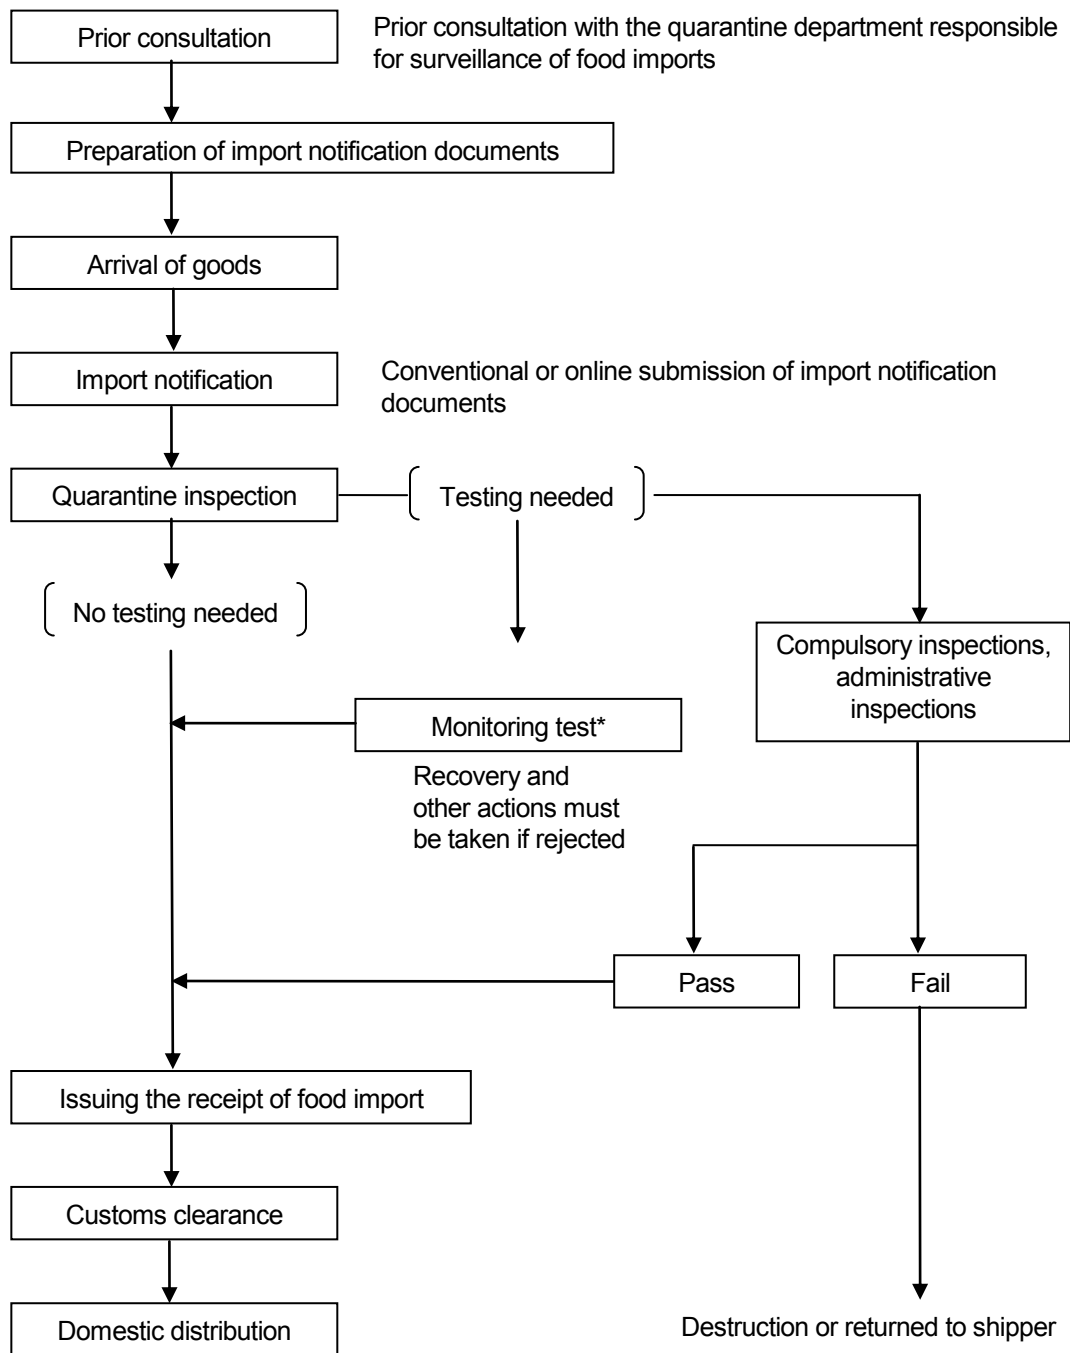 Prior consultation
Prior consultation with the quarantine department responsible
for surveillance of food imports
Preparation of import notification documents
Arrival of goods
Import notification
Conventional or online submission of import notification
documents
Quarantine inspection
Testing needed
No testing needed
Compulsory inspections,
administrative
inspections
Monitoring test*
Recovery and
other actions must
be taken if rejected
Pass
Fail
Issuing the receipt of food import
Customs clearance
Domestic distribution
Destruction or returned to shipper